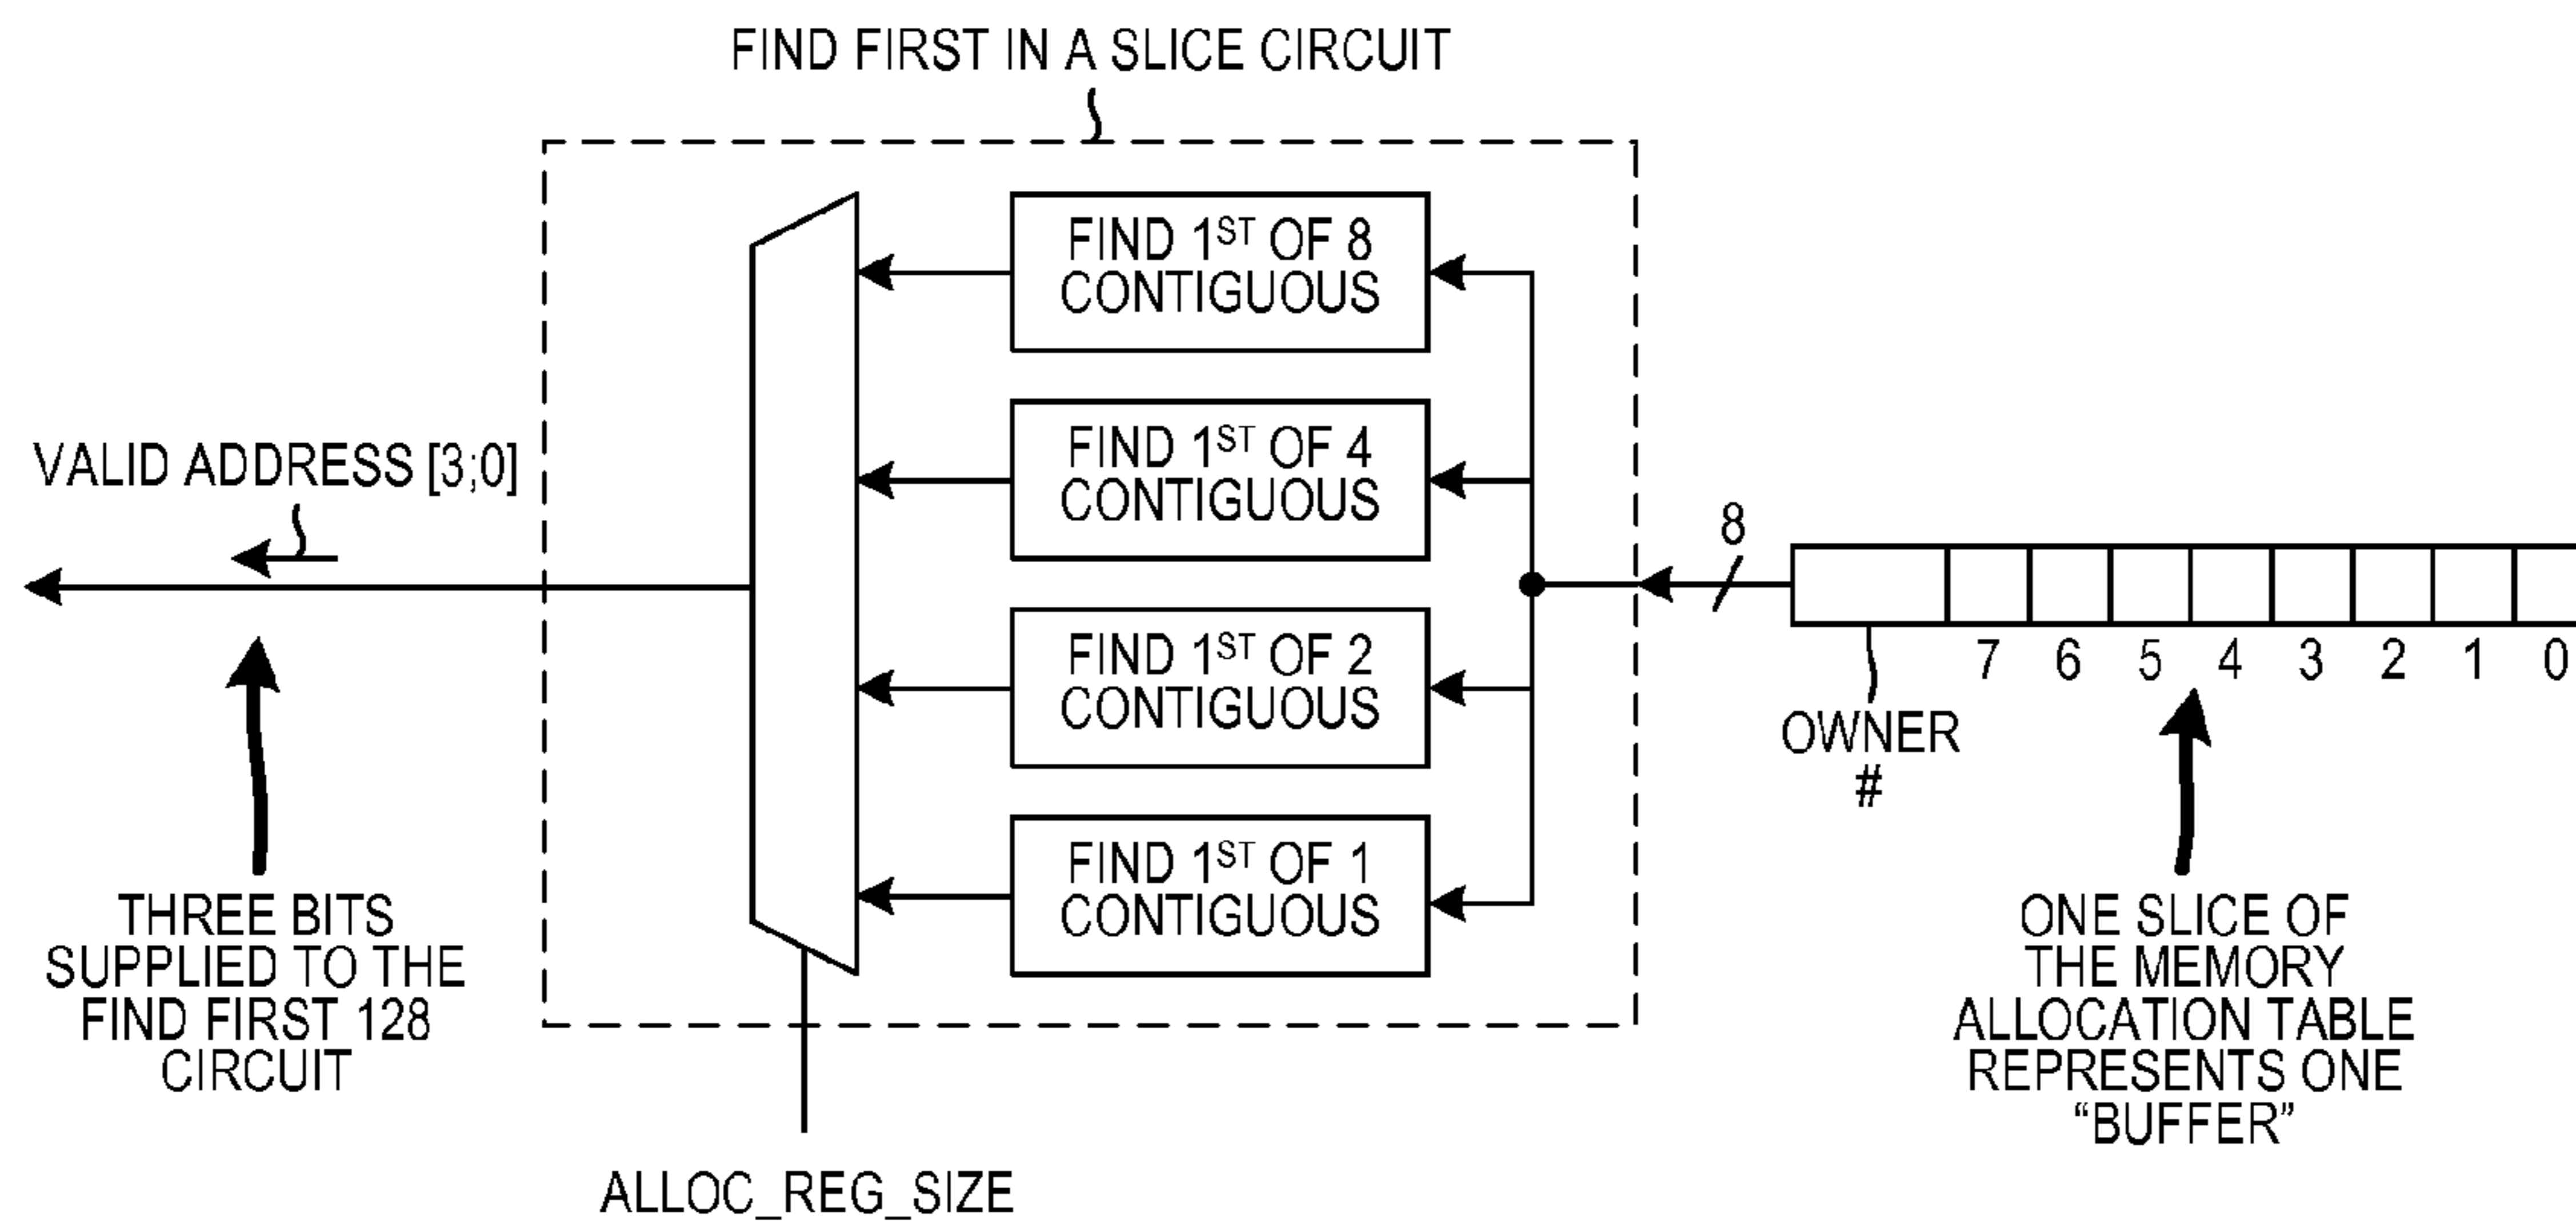 FIND FIRST IN A SLICE CIRCUIT
FIND 1ST OF 8
CONTIGUOUS
FIND 1ST OF 4
CONTIGUOUS
FIND 1ST OF 2
CONTIGUOUS
FIND 1ST OF 1
CONTIGUOUS
VALID ADDRESS [3;0]
THREE BITS
SUPPLIED TO THE
FIND FIRST 128
CIRCUIT
ALLOC_REG_SIZE
8
7 6 5 4 3 2 1 0
OWNER
#
ONE SLICE OF
THE MEMORY
ALLOCATION TABLE
REPRESENTS ONE
“BUFFER”